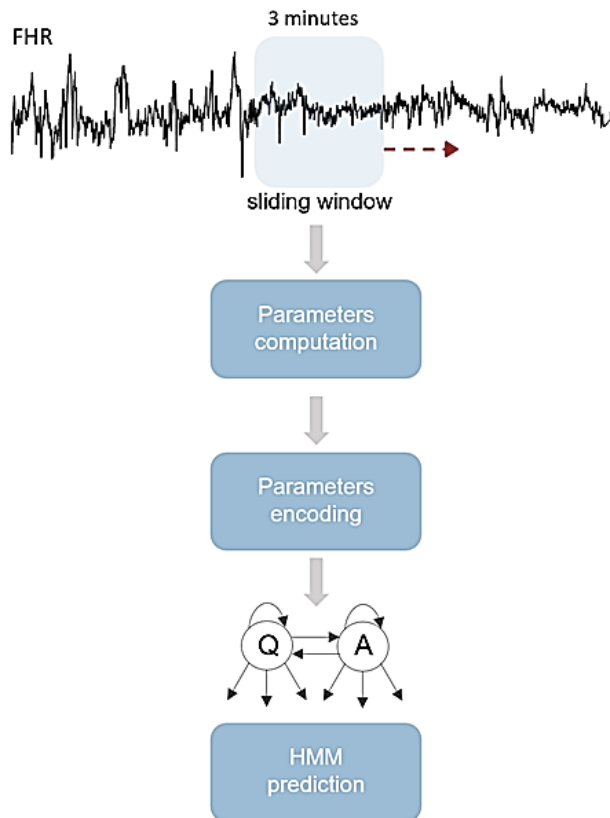 3 minutes
FHR
sliding window
Parameters
computation
Parameters
encoding
Q A
HMM
prediction